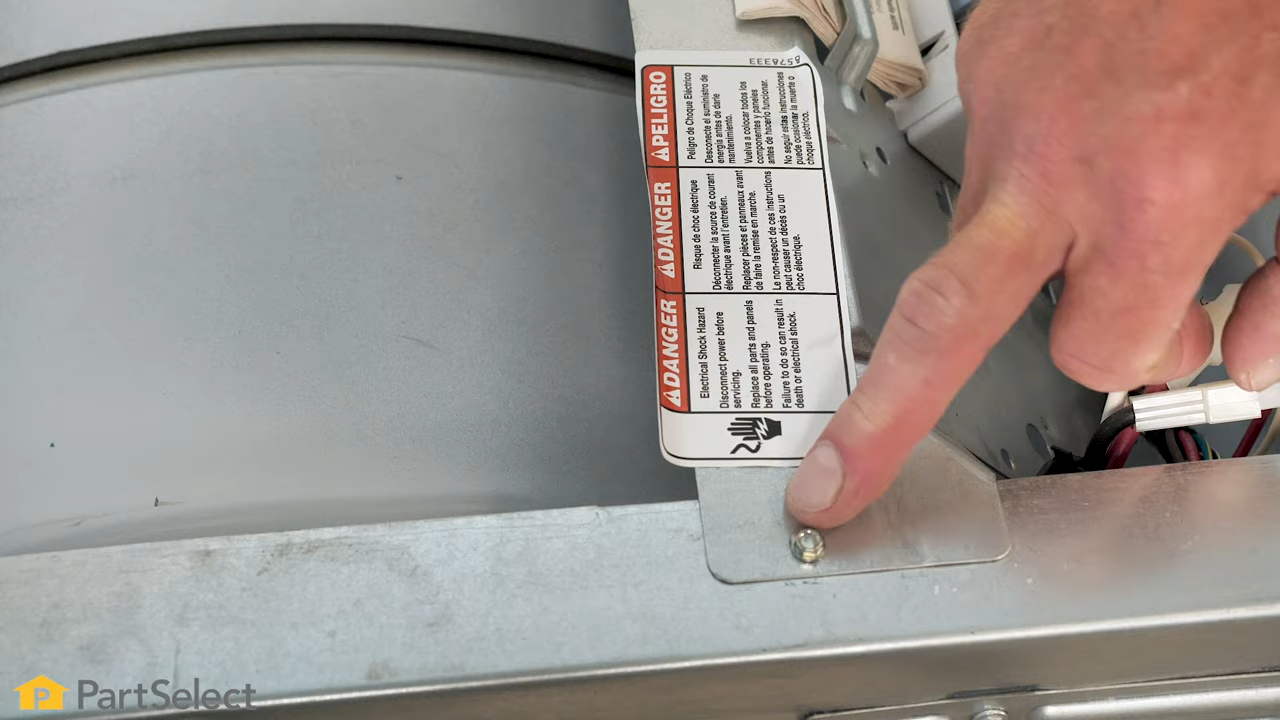 8578333
⚠DANGER
Electrical Shock Hazard
Disconnect power before
servicing.
Replace all parts and panels
before operating.
Failure to do so can result in
death or electrical shock.
⚠DANGER
Risque de choc électrique
Déconnecter la source de courant
électrique avant l'entretien.
Replacer pièces et panneaux avant
de faire la remise en marche.
Le non-respect de ces instructions
peut causer un décès ou un
choc électrique.
⚠PELIGRO
Peligro de Choque Eléctrico
Desconecte el suministro de
energía antes de darle
mantenimiento.
Vuelva a colocar todos los
componentes y paneles
antes de hacerlo funcionar.
No seguir estas instrucciones
puede ocasionar la muerte o
choque eléctrico.
P PartSelect